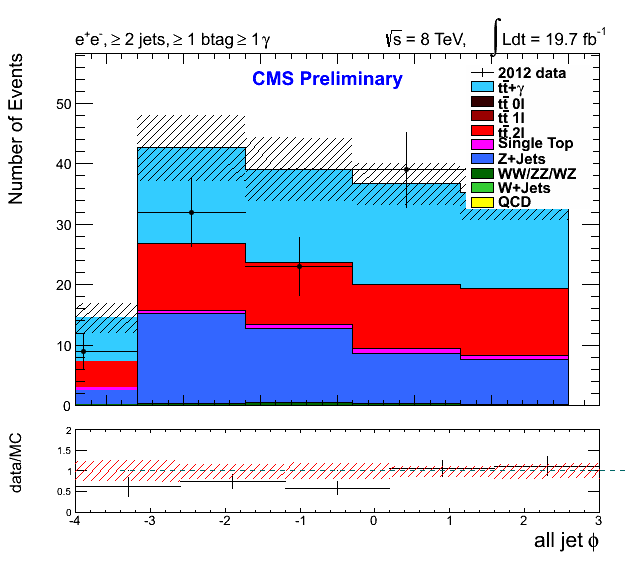 e⁺e⁻, ≥ 2 jets, ≥ 1 btag ≥ 1 γ √s = 8 TeV, ∫ Ldt = 19.7 fb⁻¹
CMS Preliminary
2012 data
tt̄+γ
tt̄ 0l
tt̄ 1l
tt̄ 2l
Single Top
Z+Jets
WW/ZZ/WZ
W+Jets
QCD
Number of Events
50
40
30
20
10
0
data/MC
2
1.5
1
0.5
0
-4 -3 -2 -1 0 1 2 3
all jet ϕ